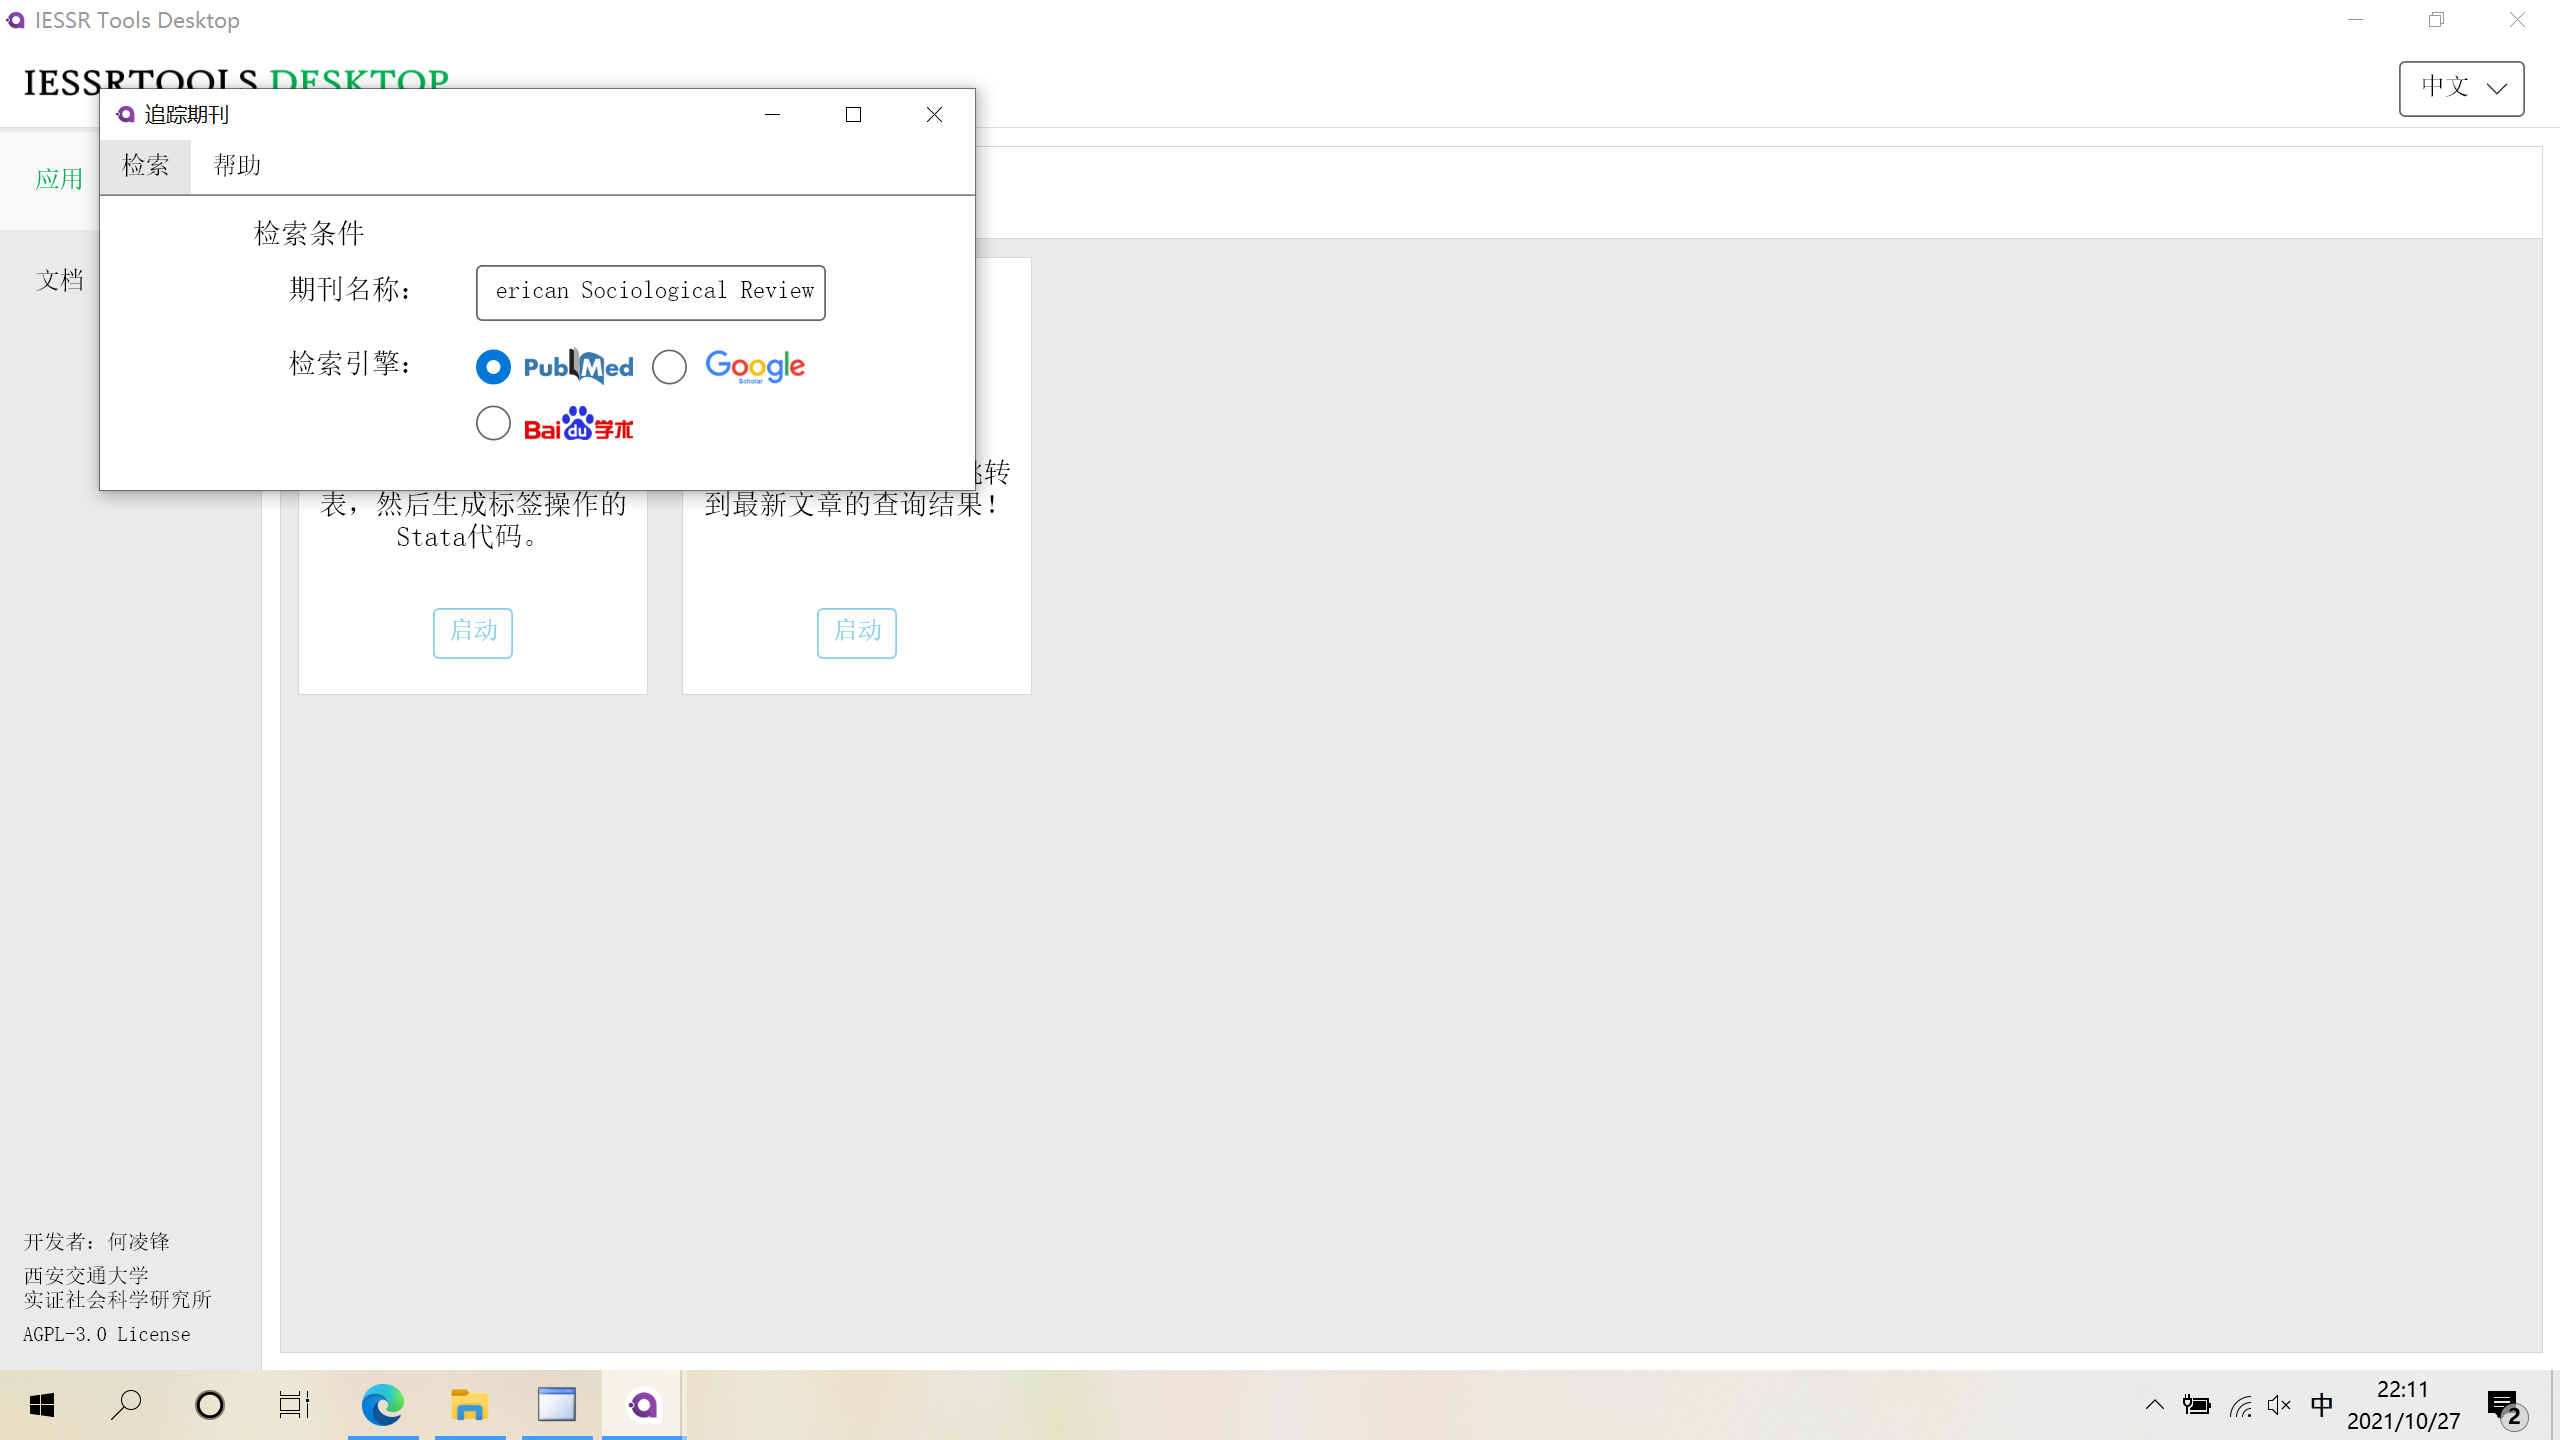 IESSR Tools Desktop
IESSRTOOLS DESKTOP
中文
追踪期刊
检索 帮助
应用
文档
检索条件
期刊名称： erican Sociological Review
检索引擎： PubMed Google Scholar
Baidu学术
转
表，然后生成标签操作的
Stata代码。
到最新文章的查询结果！
启动 启动
开发者：何凌锋
西安交通大学
实证社会科学研究所
AGPL-3.0 License
中
22:11
2021/10/27
2